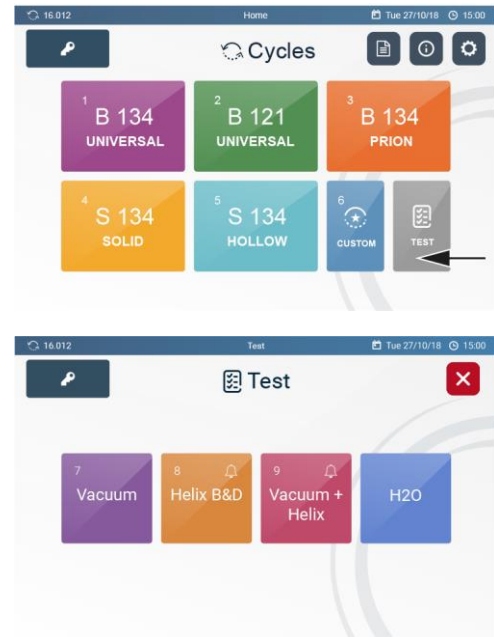 16.012 Home Tue 27/10/18 15:00
Cycles
1 2 3
B 134 B 121 B 134
UNIVERSAL UNIVERSAL PRION
4 5 6
S 134 S 134
SOLID HOLLOW CUSTOM TEST
16.012 Test Tue 27/10/18 15:00
Test
7 8 9
Vacuum Helix B&D Vacuum + H2O
Helix